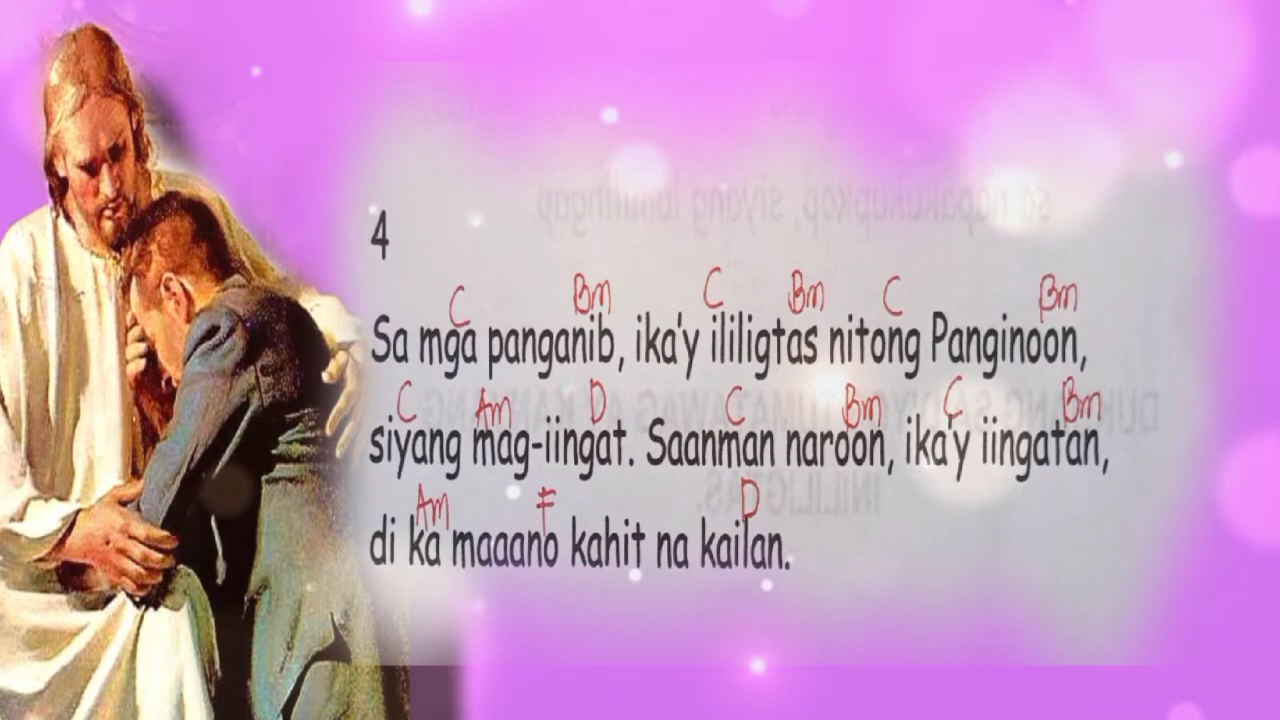 4
C Bm C Bm C Bm
Sa mga panganib, ika'y ililigtas nitong Panginoon,
C Am D C Bm C Bm
siyang mag-iingat. Saanman naroon, ika'y iingatan,
Am F D
di ka maaano kahit na kailan.